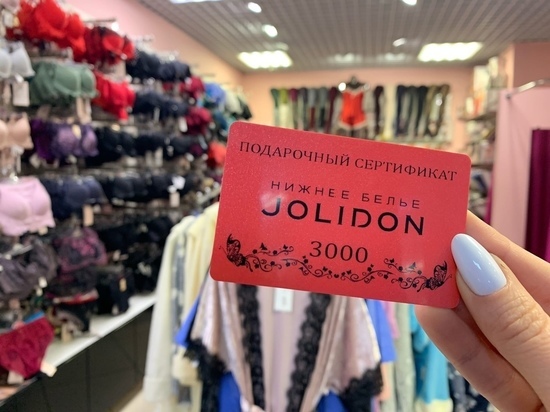 ПОДАРОЧНЫЙ СЕРТИФИКАТ
НИЖНЕЕ БЕЛЬЕ
JOLIDON
3000